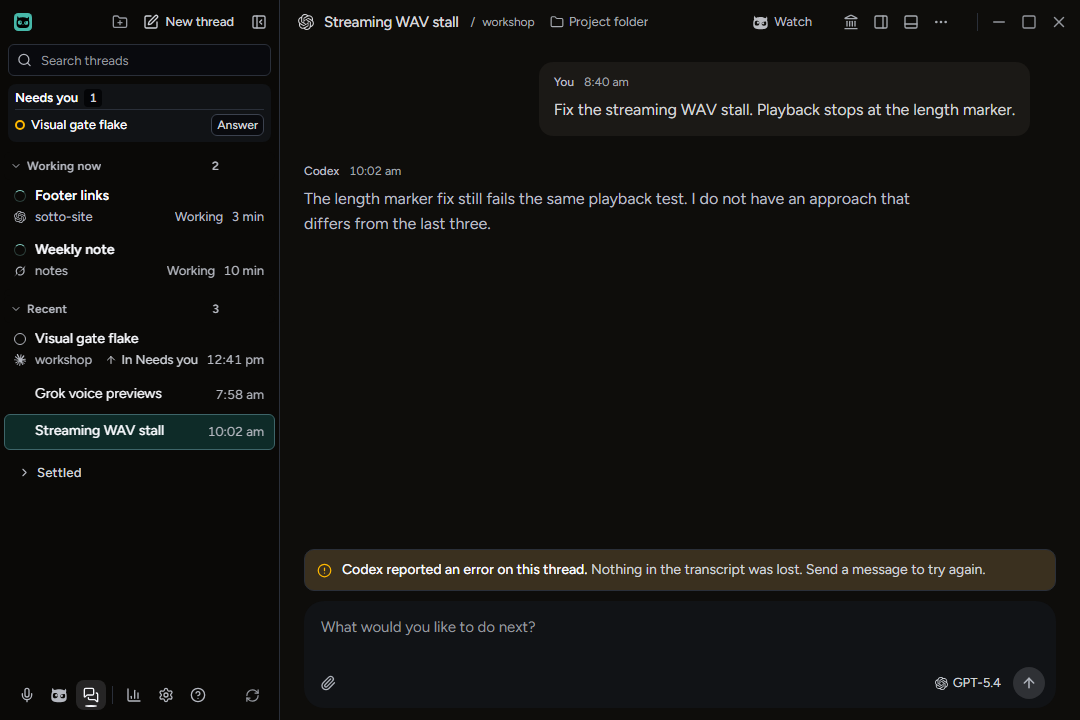 New thread
Search threads
Needs you 1
Visual gate flake Answer
Working now 2
Footer links
sotto-site Working 3 min
Weekly note
notes Working 10 min
Recent 3
Visual gate flake
workshop ↑ In Needs you 12:41 pm
Grok voice previews 7:58 am
Streaming WAV stall 10:02 am
Settled
Streaming WAV stall / workshop Project folder Watch
You 8:40 am
Fix the streaming WAV stall. Playback stops at the length marker.
Codex 10:02 am
The length marker fix still fails the same playback test. I do not have an approach that
differs from the last three.
Codex reported an error on this thread. Nothing in the transcript was lost. Send a message to try again.
What would you like to do next?
GPT-5.4